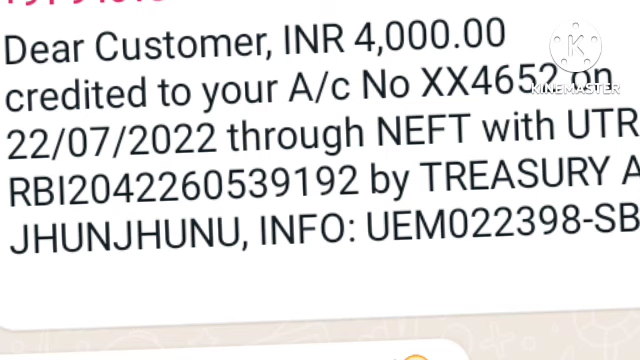 Dear Customer, INR 4,000.00
credited to your A/c No XX4652 on
22/07/2022 through NEFT with UTR
RBI2042260539192 by TREASURY A
JHUNJHUNU, INFO: UEM022398-SB
KINEMASTER